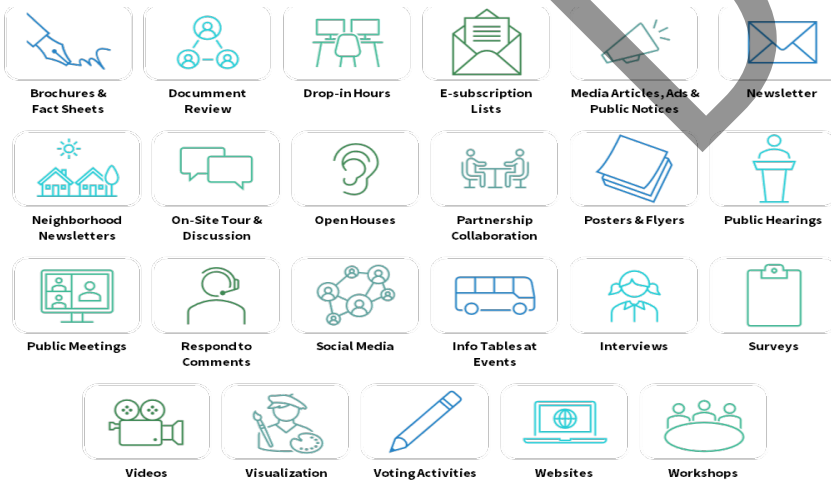 Brochures &
Fact Sheets
Documment
Review
Drop-in Hours
E-subscription
Lists
Media Articles, Ads &
Public Notices
Newsletter
Neighborhood
Newsletters
On-Site Tour &
Discussion
Open Houses
Partnership
Collaboration
Posters & Flyers
Public Hearings
Public Meetings
Respond to
Comments
Social Media
Info Tables at
Events
Interviews
Surveys
Videos
Visualization
Voting Activities
Websites
Workshops